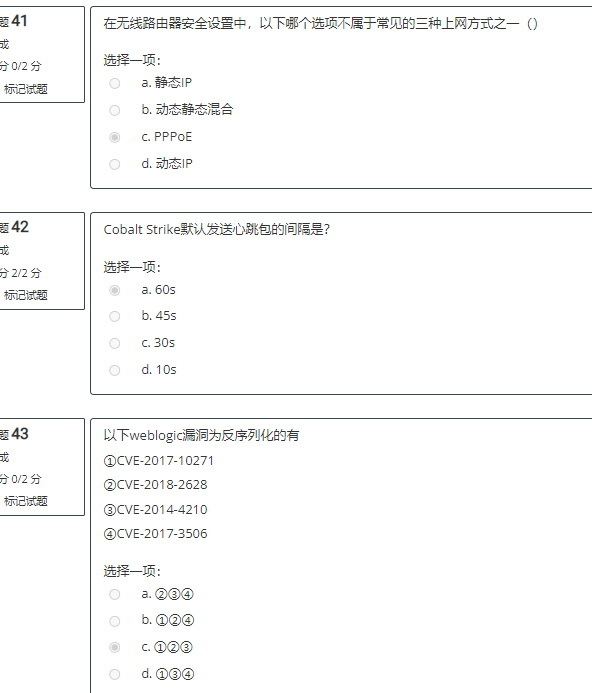 题 41
成
分 0/2 分
标记试题
在无线路由器安全设置中，以下哪个选项不属于常见的三种上网方式之一（）
选择一项：
a. 静态IP
b. 动态静态混合
c. PPPoE
d. 动态IP
题 42
成
分 2/2 分
标记试题
Cobalt Strike默认发送心跳包的间隔是？
选择一项：
a. 60s
b. 45s
c. 30s
d. 10s
题 43
成
分 0/2 分
标记试题
以下weblogic漏洞为反序列化的有
①CVE-2017-10271
②CVE-2018-2628
③CVE-2014-4210
④CVE-2017-3506
选择一项：
a. ②③④
b. ①②④
c. ①②③
d. ①③④